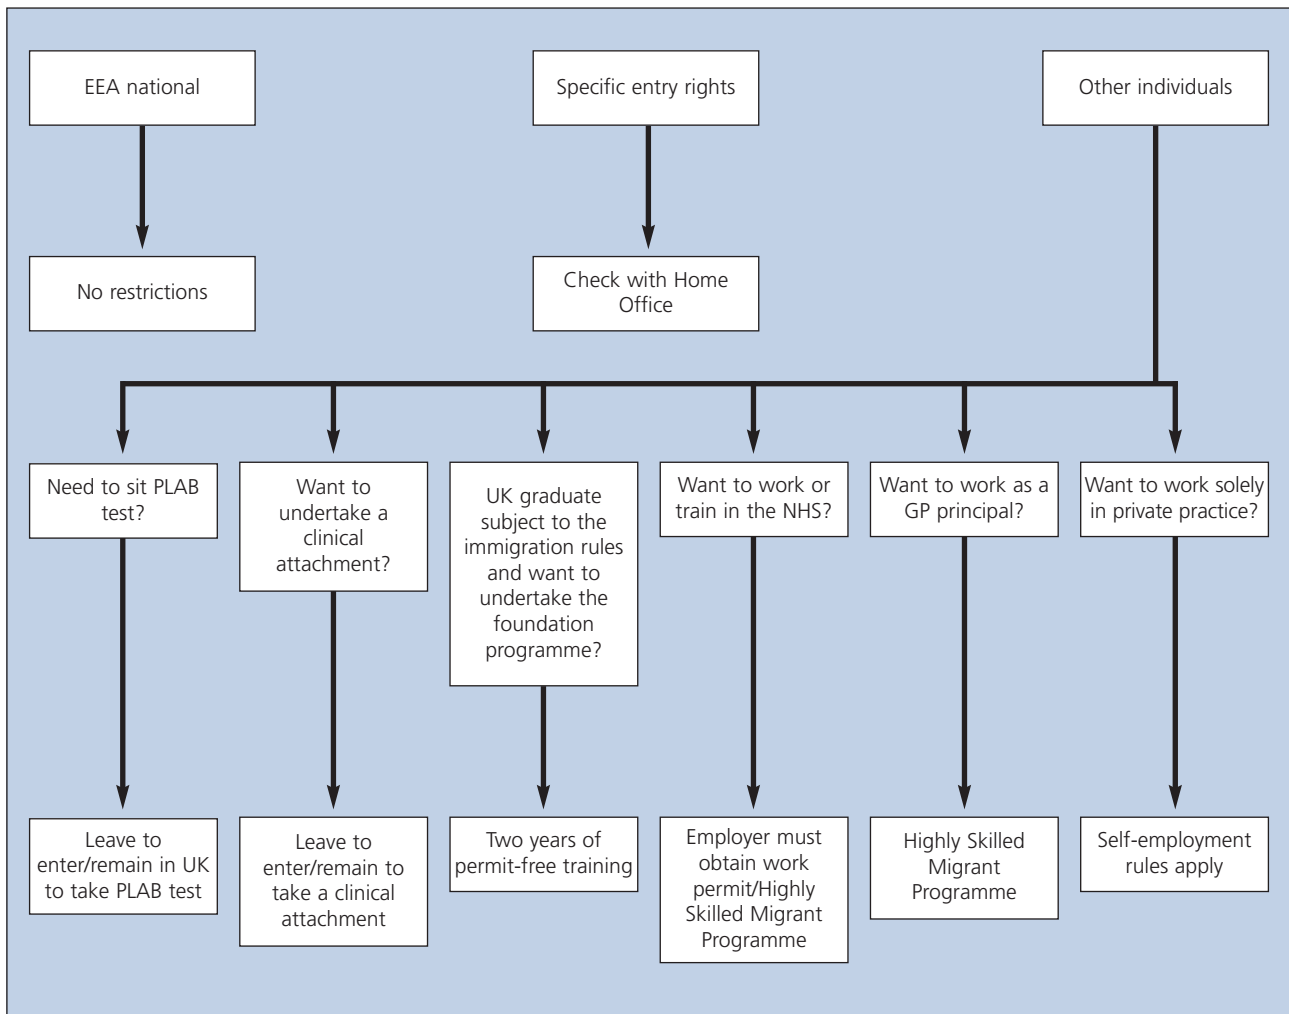 EEA national
Specific entry rights
Other individuals
No restrictions
Check with Home
Office
Need to sit PLAB
test?
Want to
undertake a
clinical
attachment?
UK graduate
subject to the
immigration rules
and want to
undertake the
foundation
programme?
Want to work or
train in the NHS?
Want to work as a
GP principal?
Want to work solely
in private practice?
Leave to
enter/remain in UK
to take PLAB test
Leave to
enter/remain to
take a clinical
attachment
Two years of
permit-free training
Employer must
obtain work
permit/Highly
Skilled Migrant
Programme
Highly Skilled
Migrant
Programme
Self-employment
rules apply